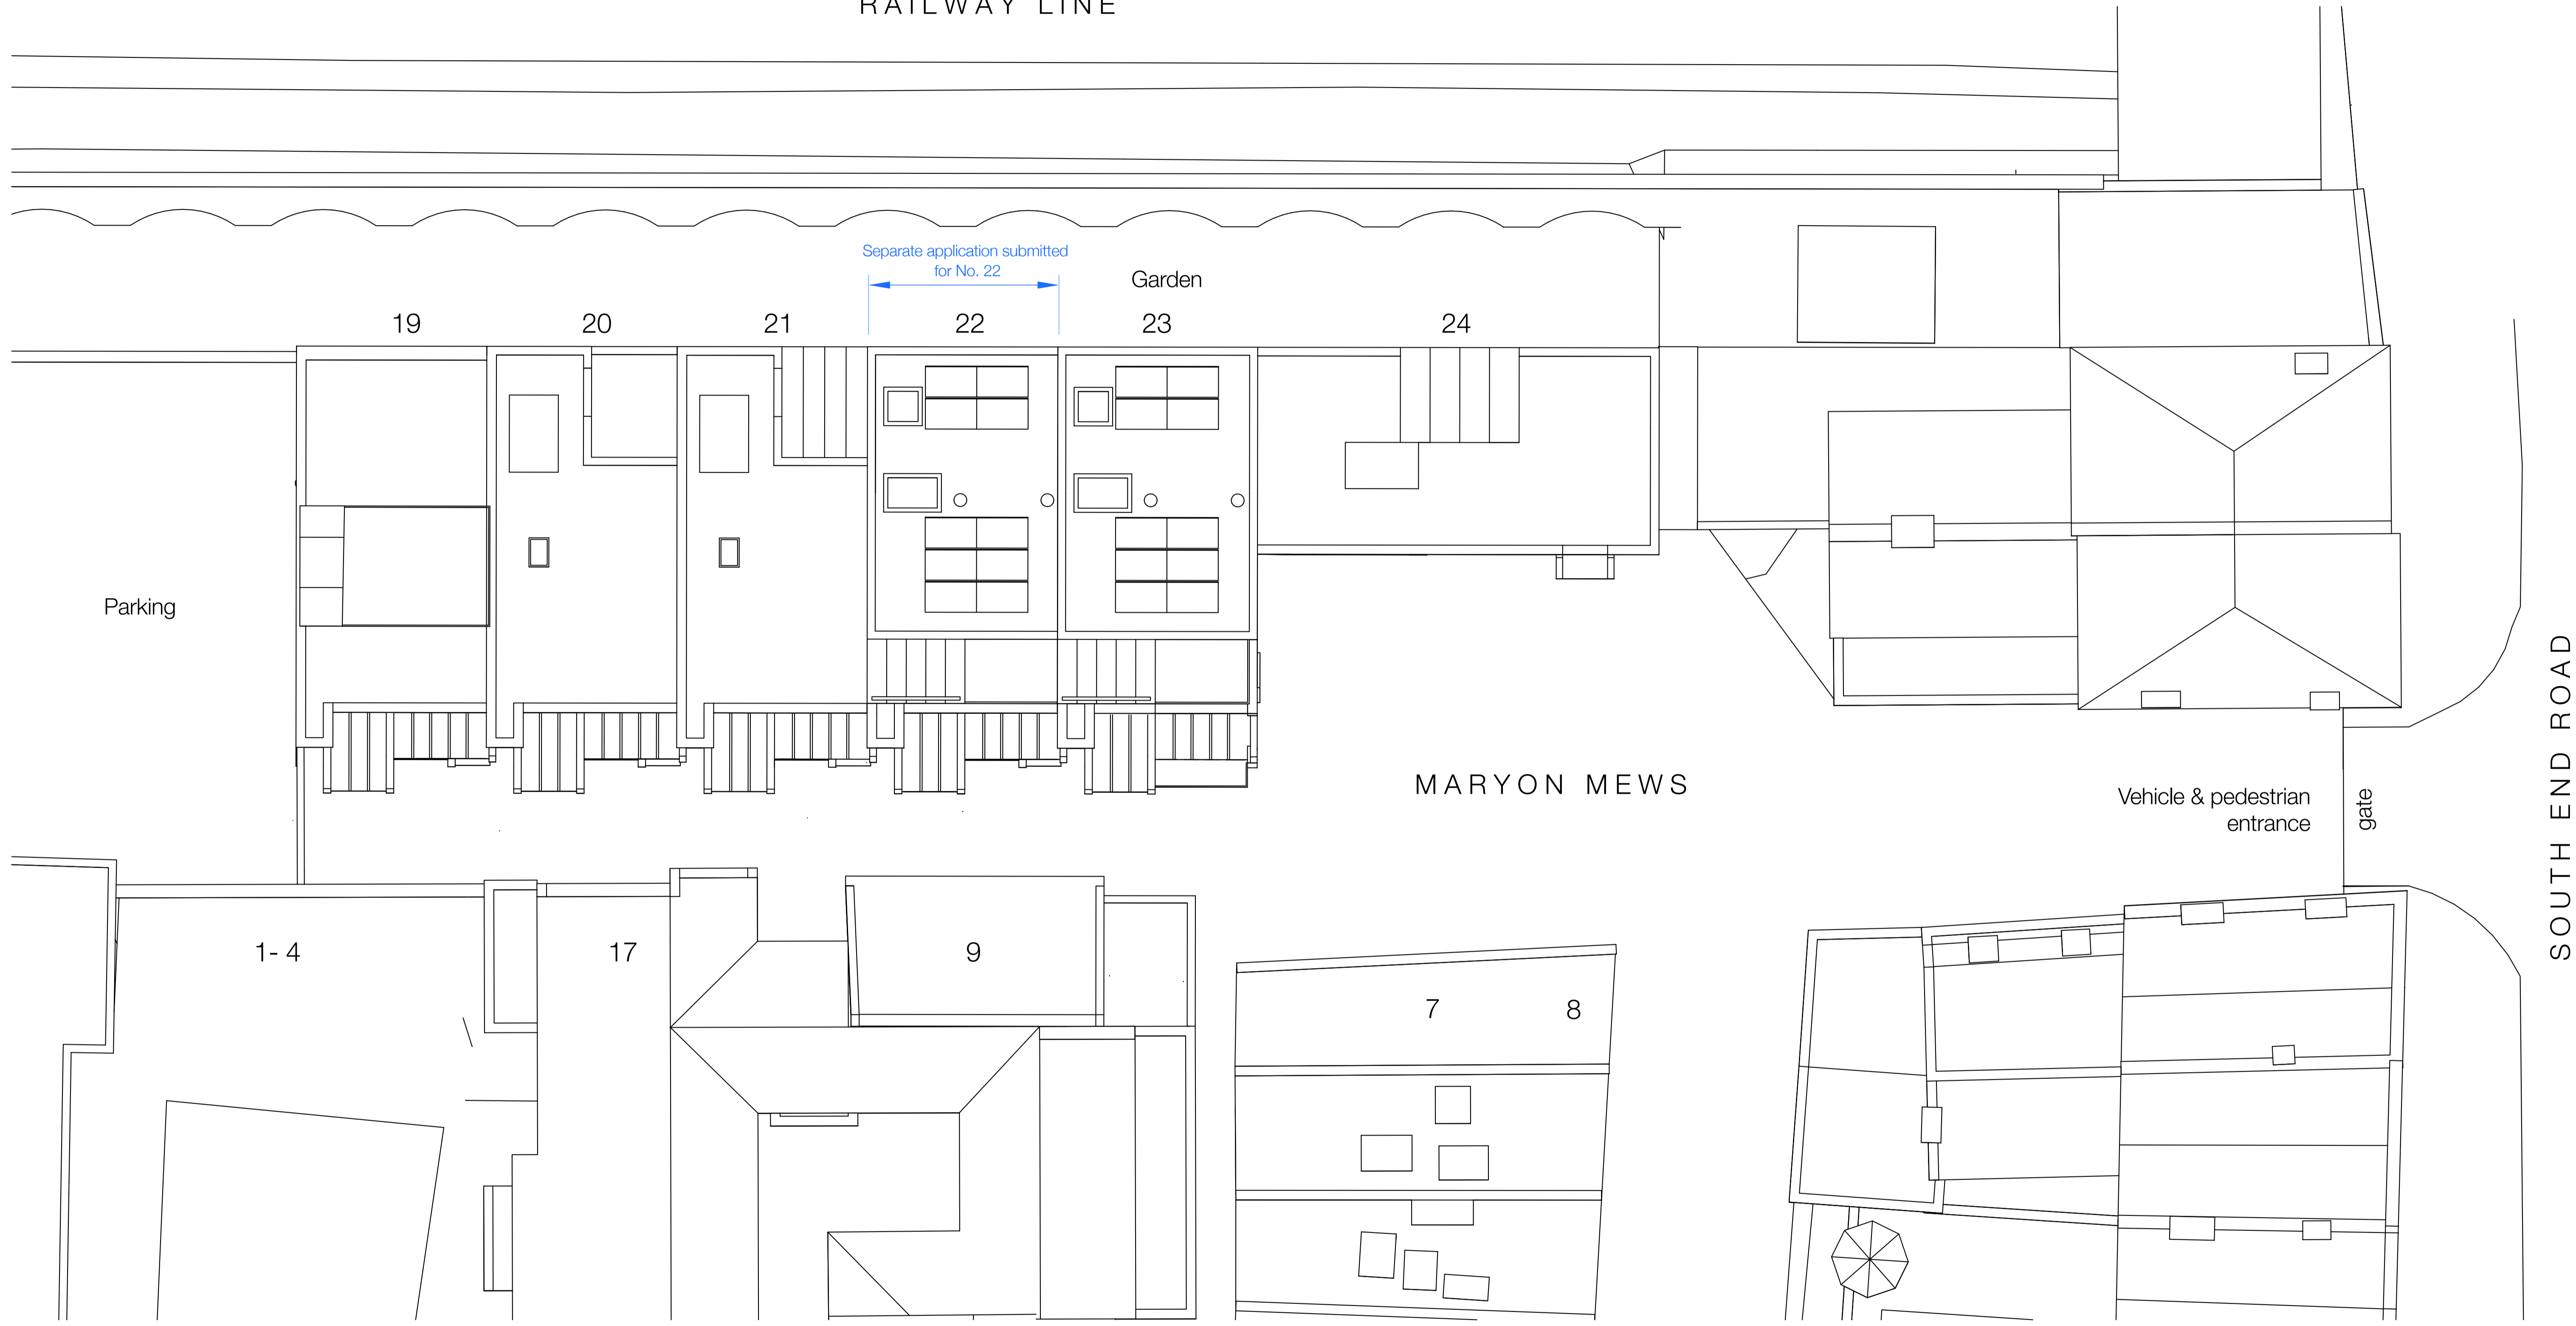 RAILWAY LINE
Separate application submitted
for No. 22
Garden
19
20
21
22
23
24
Parking
MARYON MEWS
Vehicle & pedestrian
entrance
gate
SOUTH END ROAD
1- 4
17
9
7
8